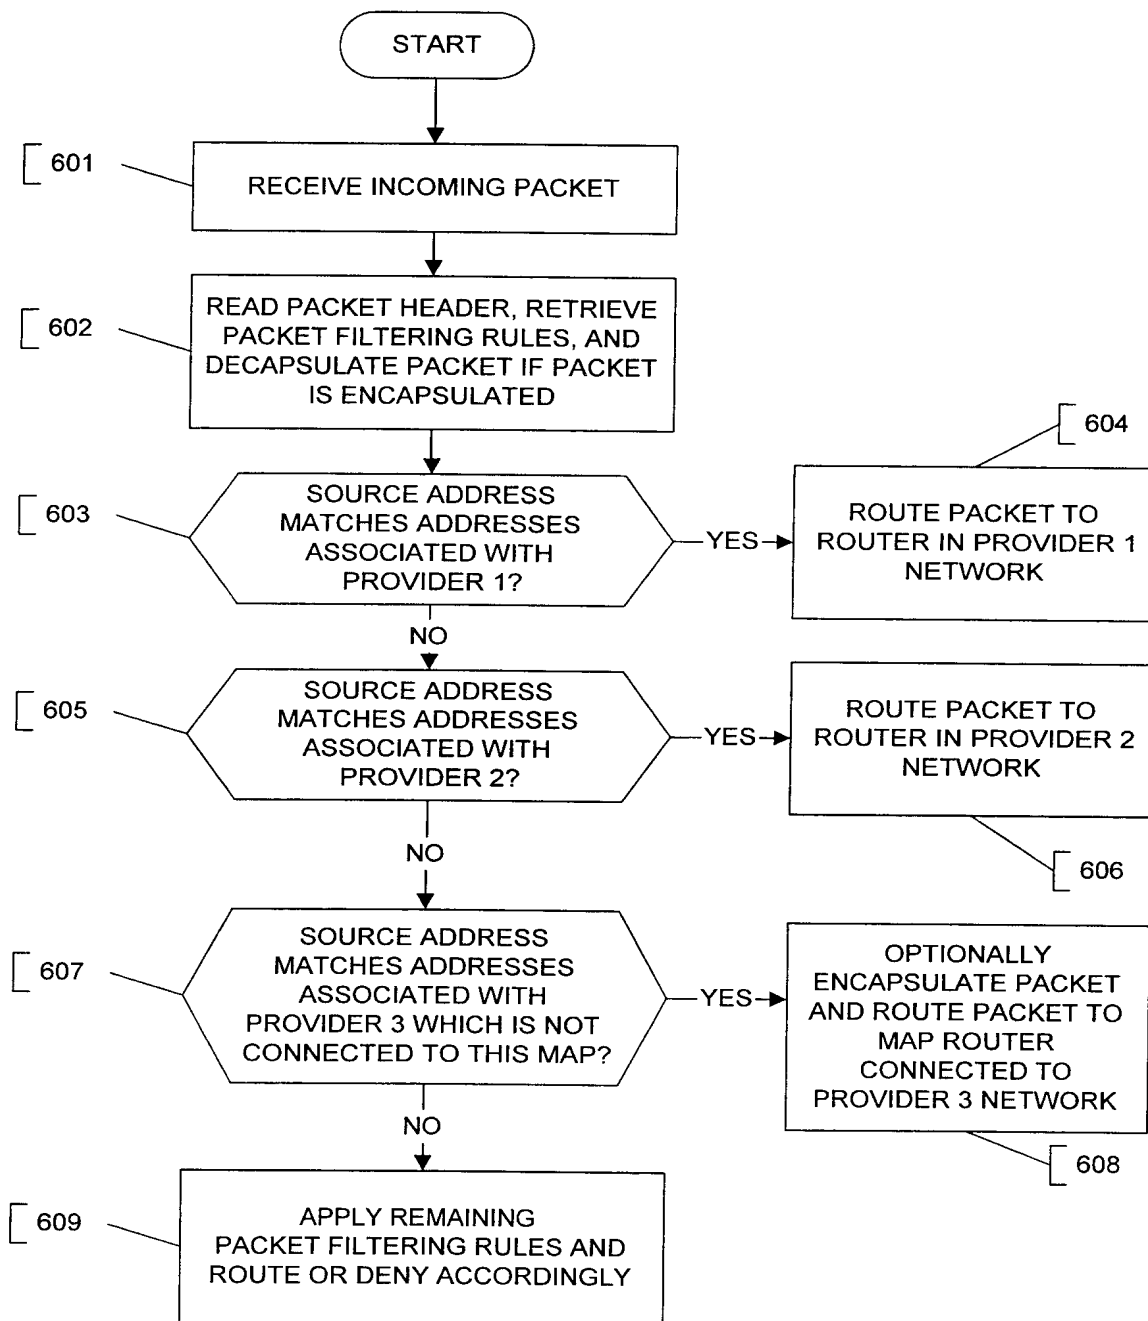 START
601
RECEIVE INCOMING PACKET
602
READ PACKET HEADER, RETRIEVE
PACKET FILTERING RULES, AND
DECAPSULATE PACKET IF PACKET
IS ENCAPSULATED
603
SOURCE ADDRESS
MATCHES ADDRESSES
ASSOCIATED WITH
PROVIDER 1?
YES
604
ROUTE PACKET TO
ROUTER IN PROVIDER 1
NETWORK
NO
605
SOURCE ADDRESS
MATCHES ADDRESSES
ASSOCIATED WITH
PROVIDER 2?
YES
ROUTE PACKET TO
ROUTER IN PROVIDER 2
NETWORK
606
NO
607
SOURCE ADDRESS
MATCHES ADDRESSES
ASSOCIATED WITH
PROVIDER 3 WHICH IS NOT
CONNECTED TO THIS MAP?
YES
OPTIONALLY
ENCAPSULATE PACKET
AND ROUTE PACKET TO
MAP ROUTER
CONNECTED TO
PROVIDER 3 NETWORK
608
NO
609
APPLY REMAINING
PACKET FILTERING RULES AND
ROUTE OR DENY ACCORDINGLY